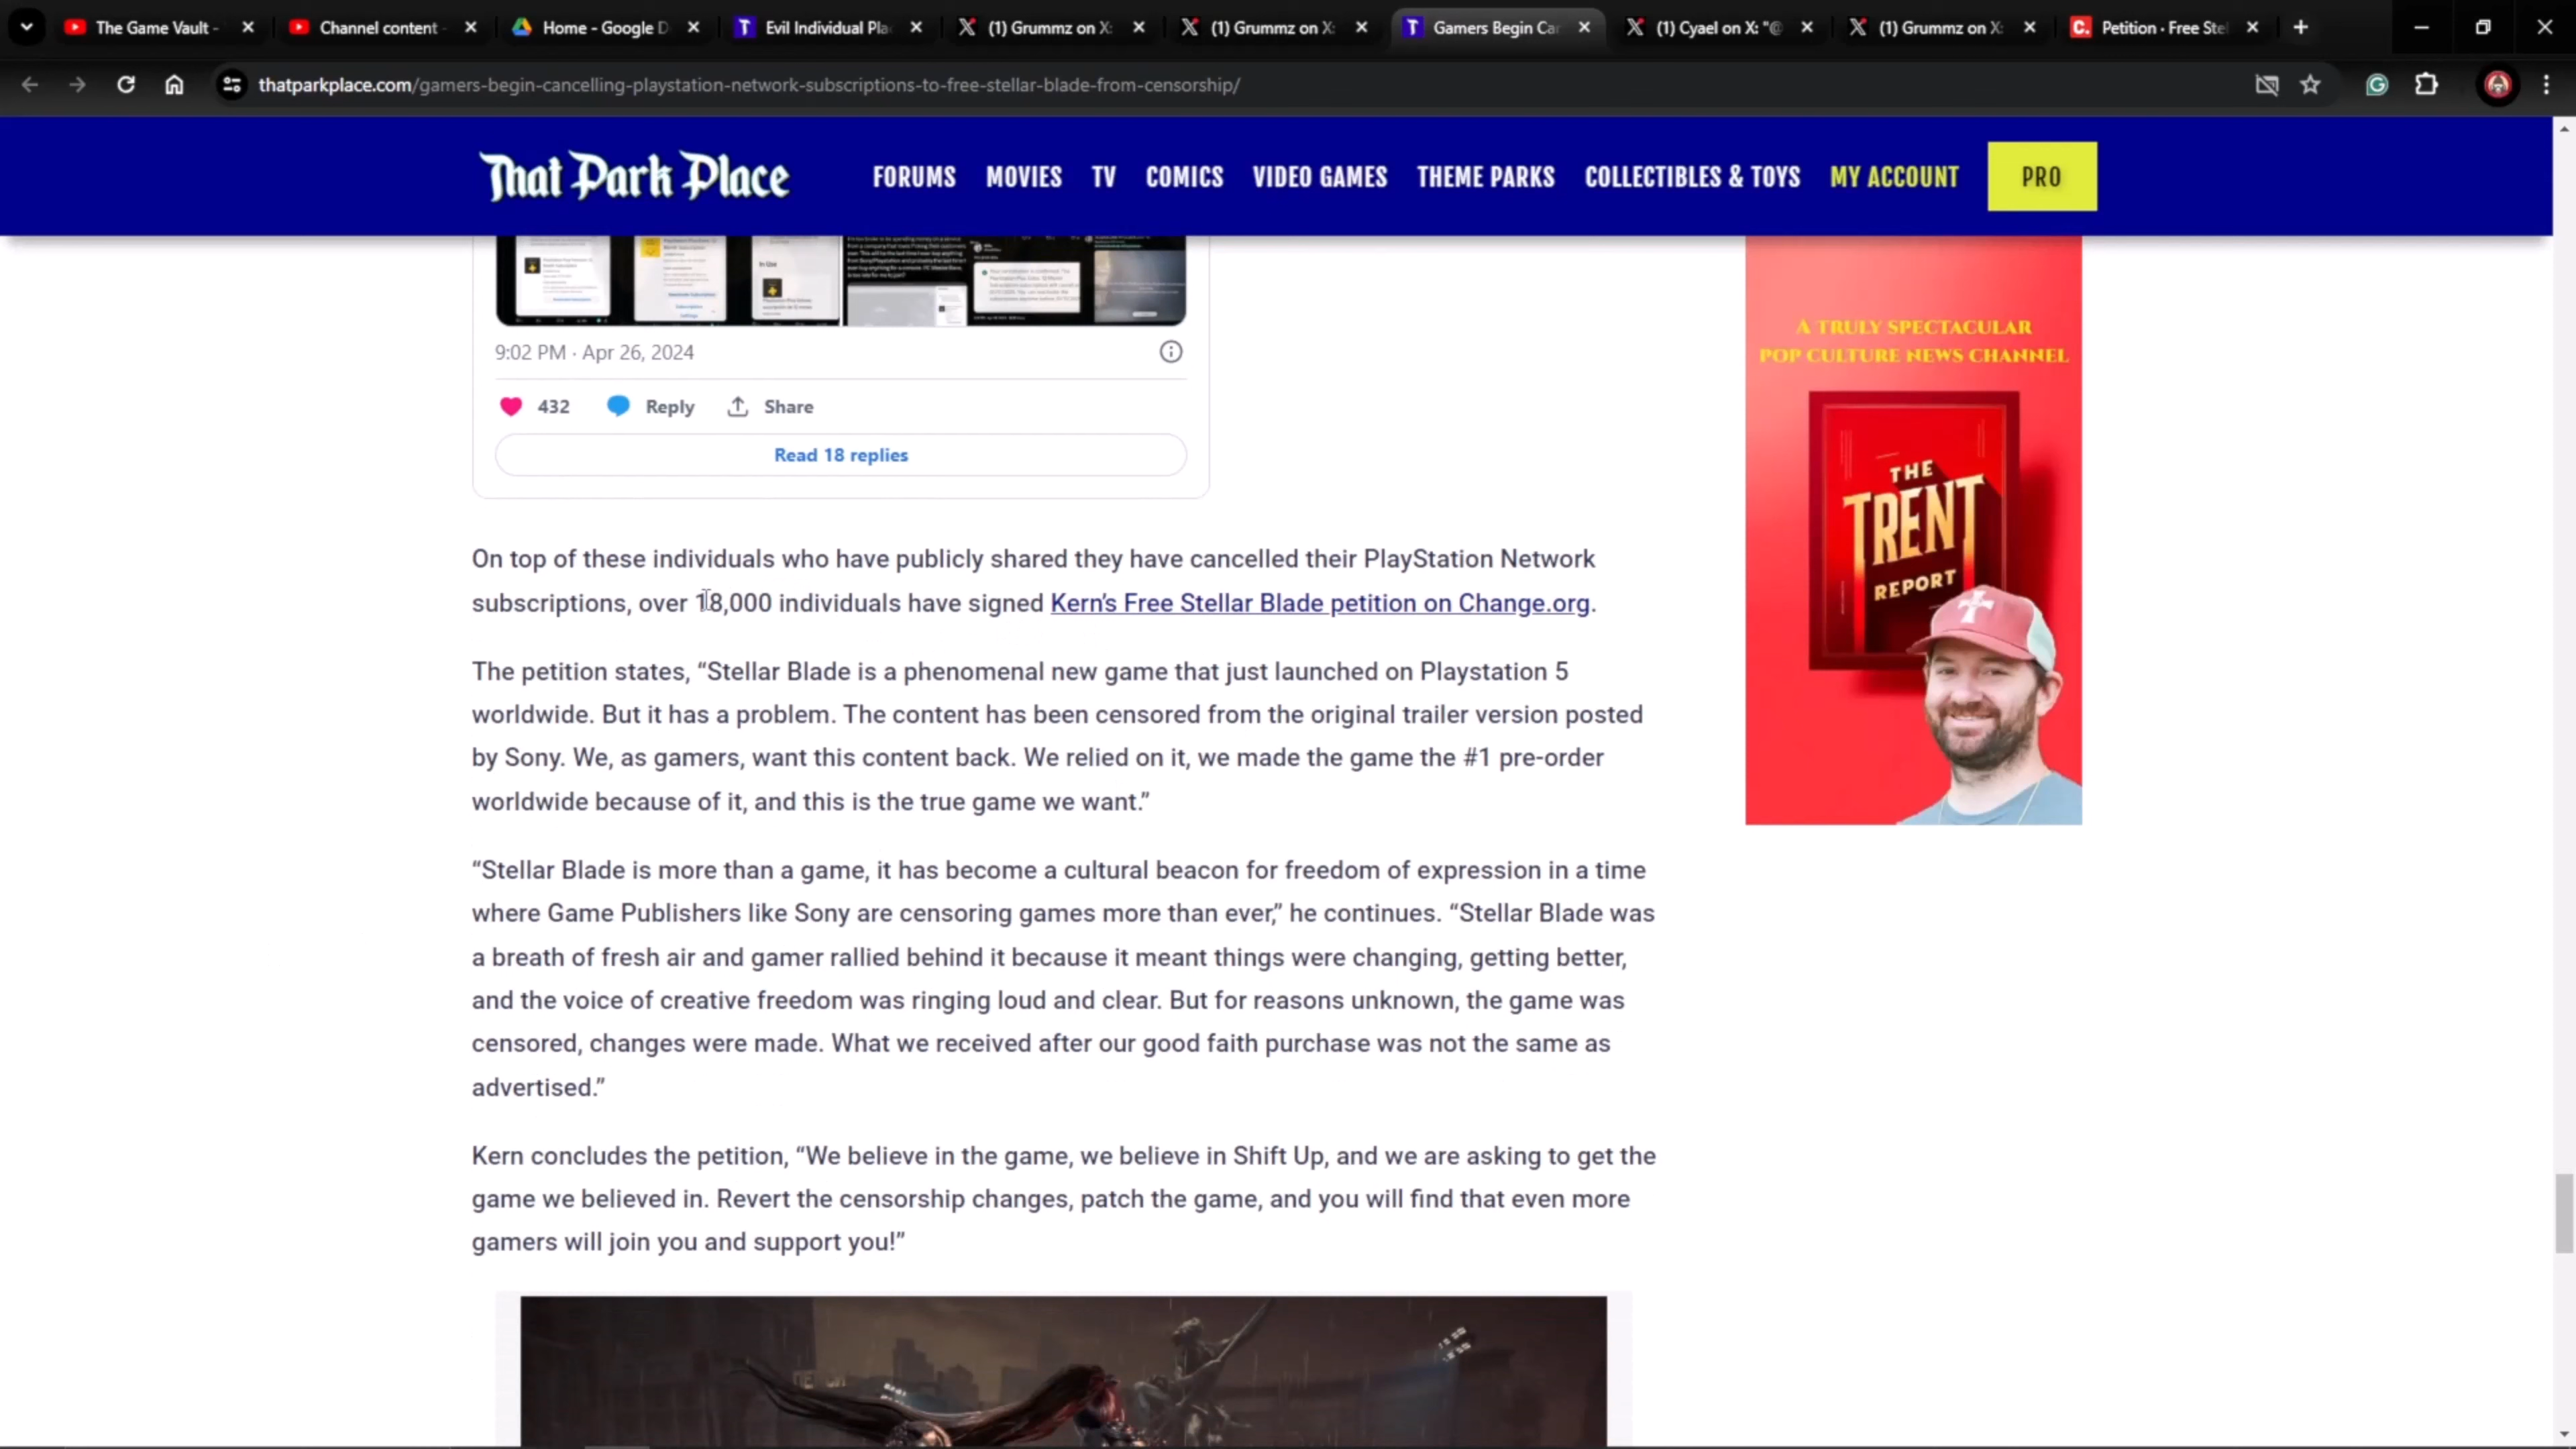 The Game Vault -
Channel content -
Home - Google D
Evil Individual Pla
(1) Grummz on X:
(1) Grummz on X:
Gamers Begin Car
(1) Cyael on X: "@
(1) Grummz on X:
Petition · Free Stel
thatparkplace.com/gamers-begin-cancelling-playstation-network-subscriptions-to-free-stellar-blade-from-censorship/
That Park Place
FORUMS MOVIES TV COMICS VIDEO GAMES THEME PARKS COLLECTIBLES & TOYS MY ACCOUNT PRO
9:02 PM · Apr 26, 2024
432 Reply Share
Read 18 replies
A TRULY SPECTACULAR
POP CULTURE NEWS CHANNEL
THE
TRENT
REPORT
On top of these individuals who have publicly shared they have cancelled their PlayStation Network
subscriptions, over 18,000 individuals have signed Kern’s Free Stellar Blade petition on Change.org.
The petition states, “Stellar Blade is a phenomenal new game that just launched on Playstation 5
worldwide. But it has a problem. The content has been censored from the original trailer version posted
by Sony. We, as gamers, want this content back. We relied on it, we made the game the #1 pre-order
worldwide because of it, and this is the true game we want.”
“Stellar Blade is more than a game, it has become a cultural beacon for freedom of expression in a time
where Game Publishers like Sony are censoring games more than ever,” he continues. “Stellar Blade was
a breath of fresh air and gamer rallied behind it because it meant things were changing, getting better,
and the voice of creative freedom was ringing loud and clear. But for reasons unknown, the game was
censored, changes were made. What we received after our good faith purchase was not the same as
advertised.”
Kern concludes the petition, “We believe in the game, we believe in Shift Up, and we are asking to get the
game we believed in. Revert the censorship changes, patch the game, and you will find that even more
gamers will join you and support you!”